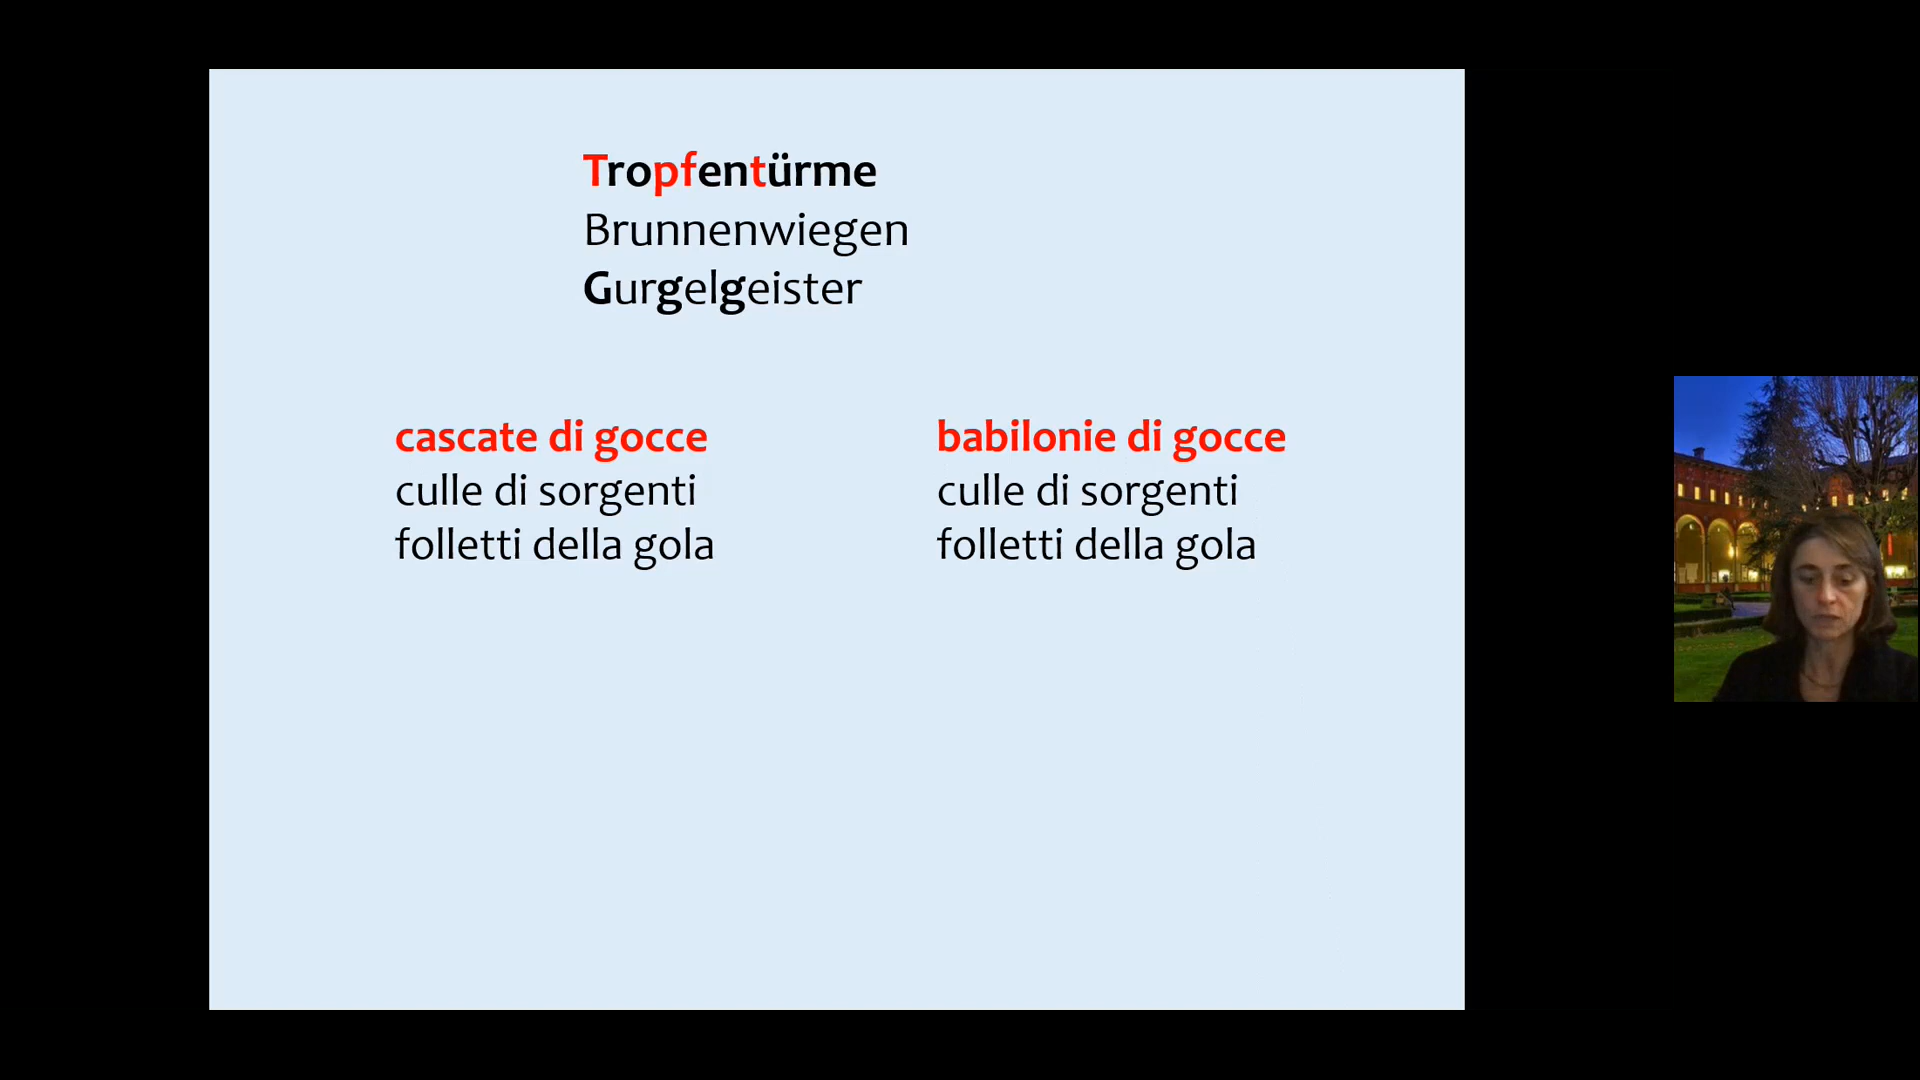 Tropfentürme
Brunnenwiegen
Gurgelgeister
cascate di gocce
culle di sorgenti
folletti della gola
babilonie di gocce
culle di sorgenti
folletti della gola